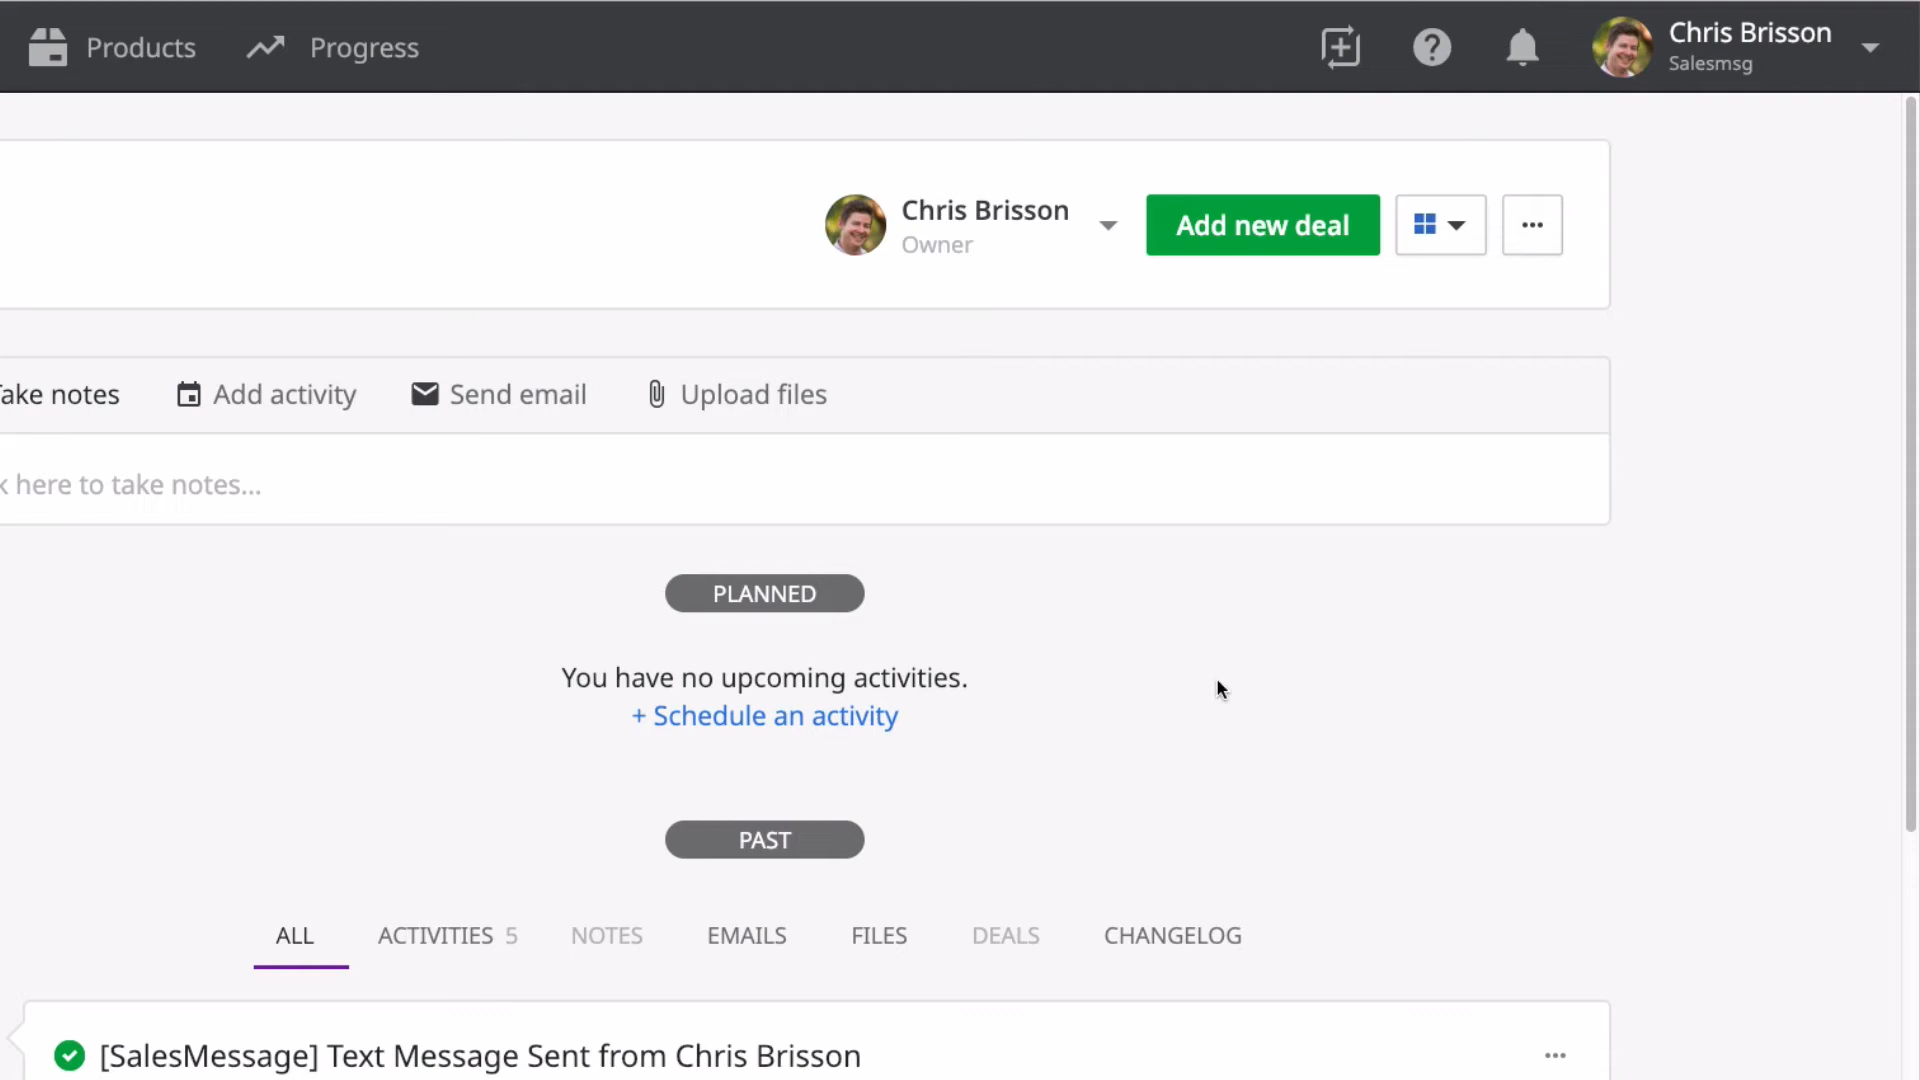 Products
Progress
Chris Brisson
Salesmsg
Chris Brisson
Owner
Add new deal
ake notes
Add activity
Send email
Upload files
k here to take notes...
PLANNED
You have no upcoming activities.
+ Schedule an activity
PAST
ALL
ACTIVITIES 5
NOTES
EMAILS
FILES
DEALS
CHANGELOG
[SalesMessage] Text Message Sent from Chris Brisson